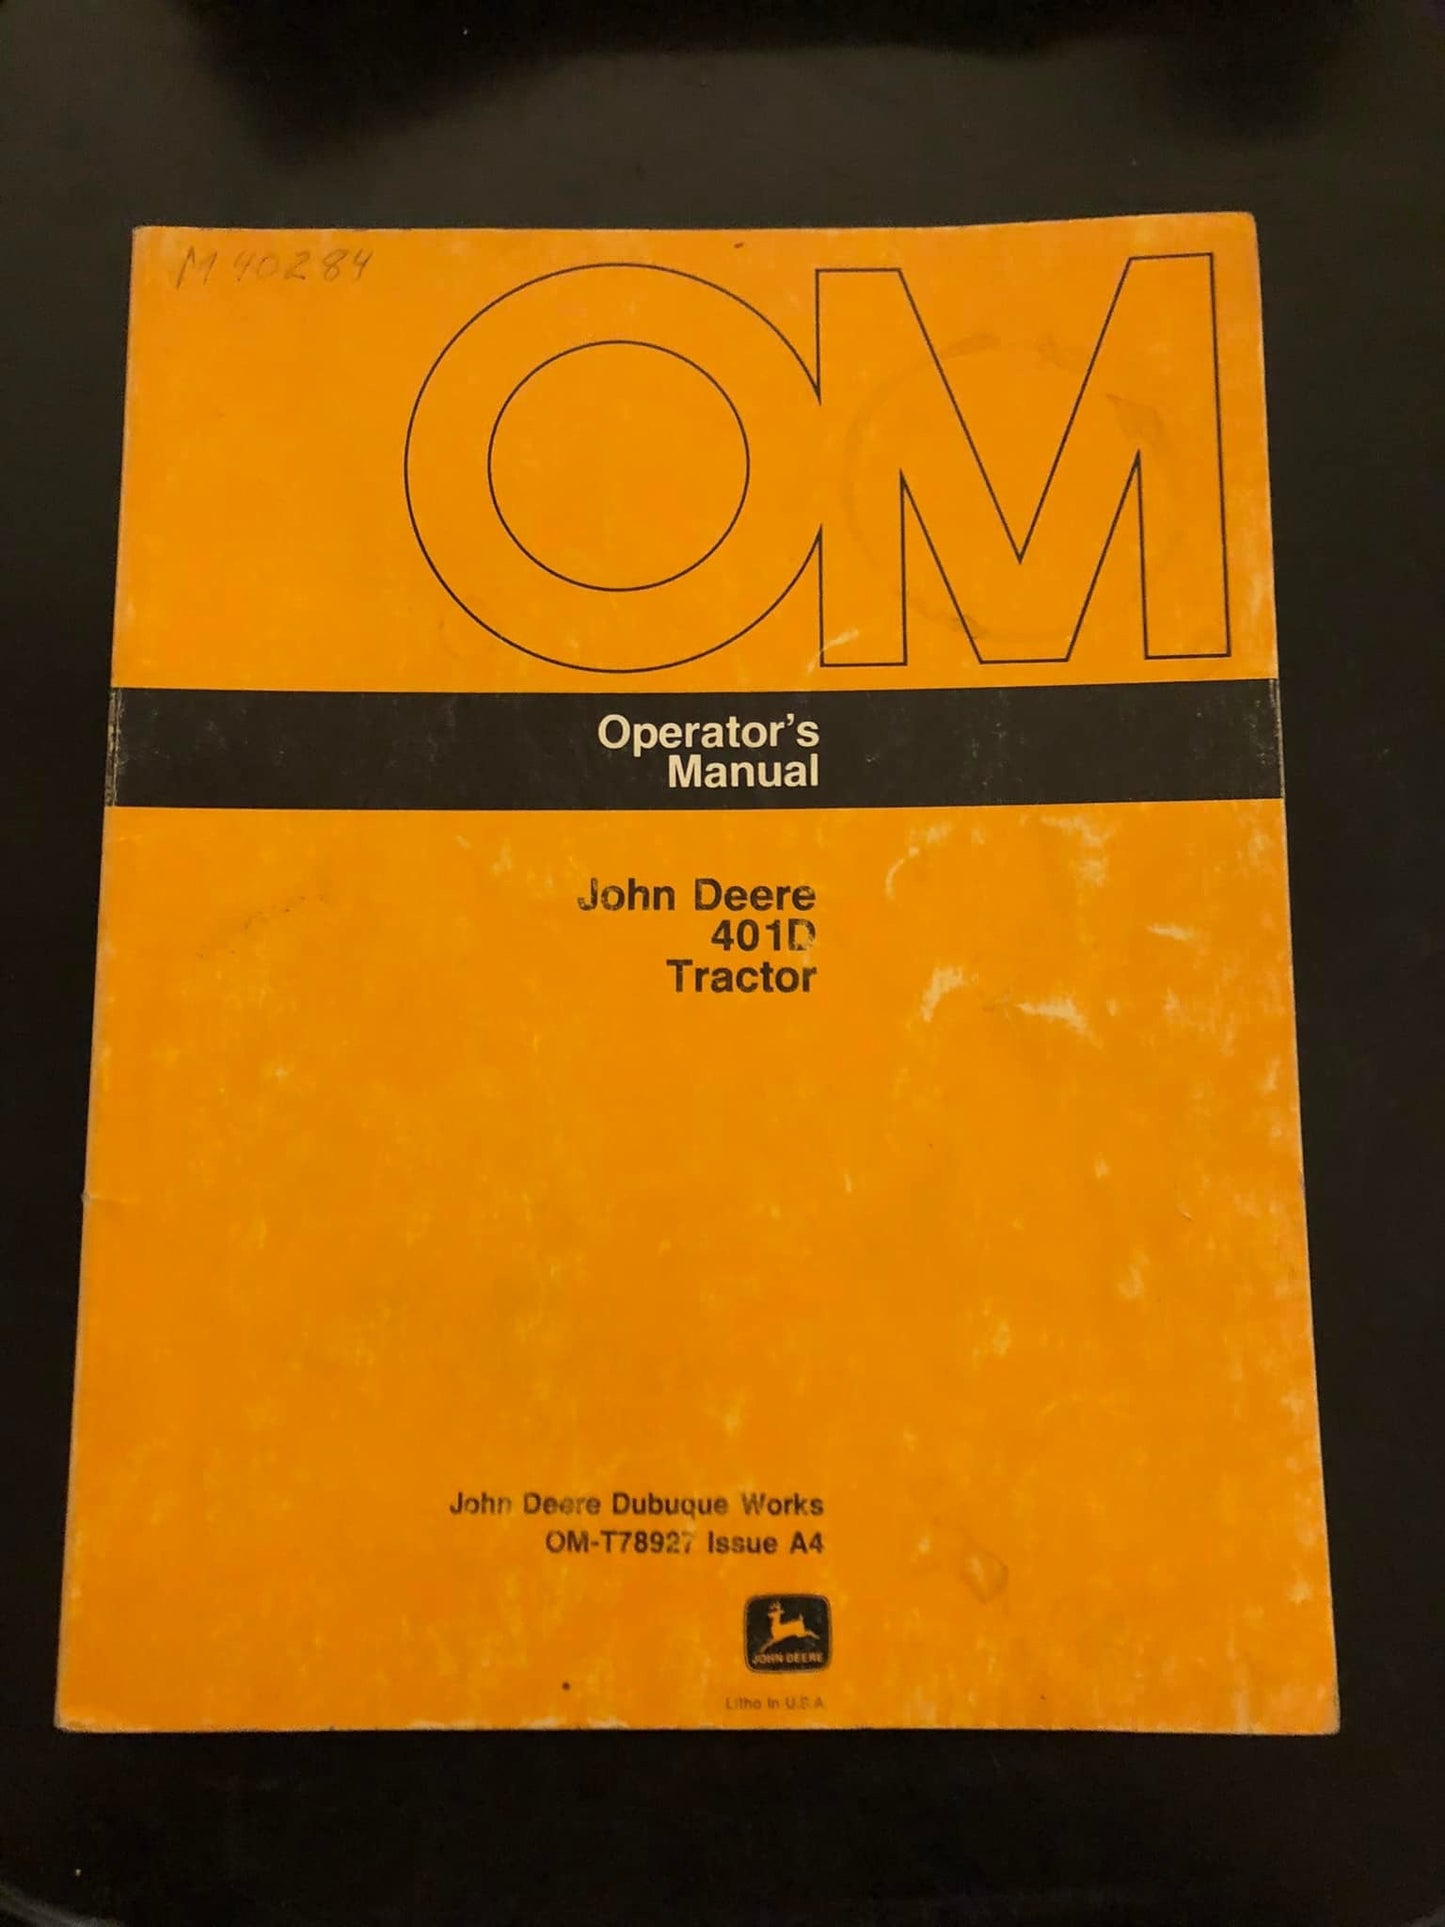 M40284
OM
Operator's
Manual
John Deere
401D
Tractor
John Deere Dubuque Works
OM-T78927 Issue A4
JOHN DEERE
Litho in U.S.A.